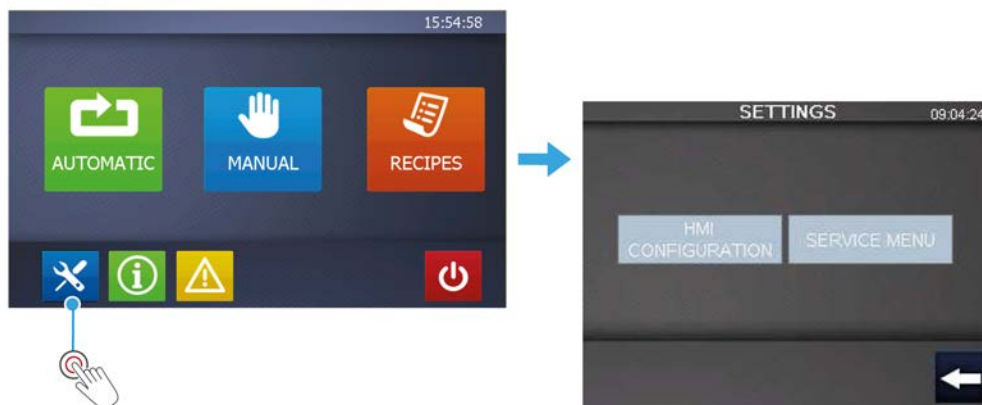 15:54:58
AUTOMATIC
MANUAL
RECIPES
SETTINGS
09:04:24
HMI
CONFIGURATION
SERVICE MENU